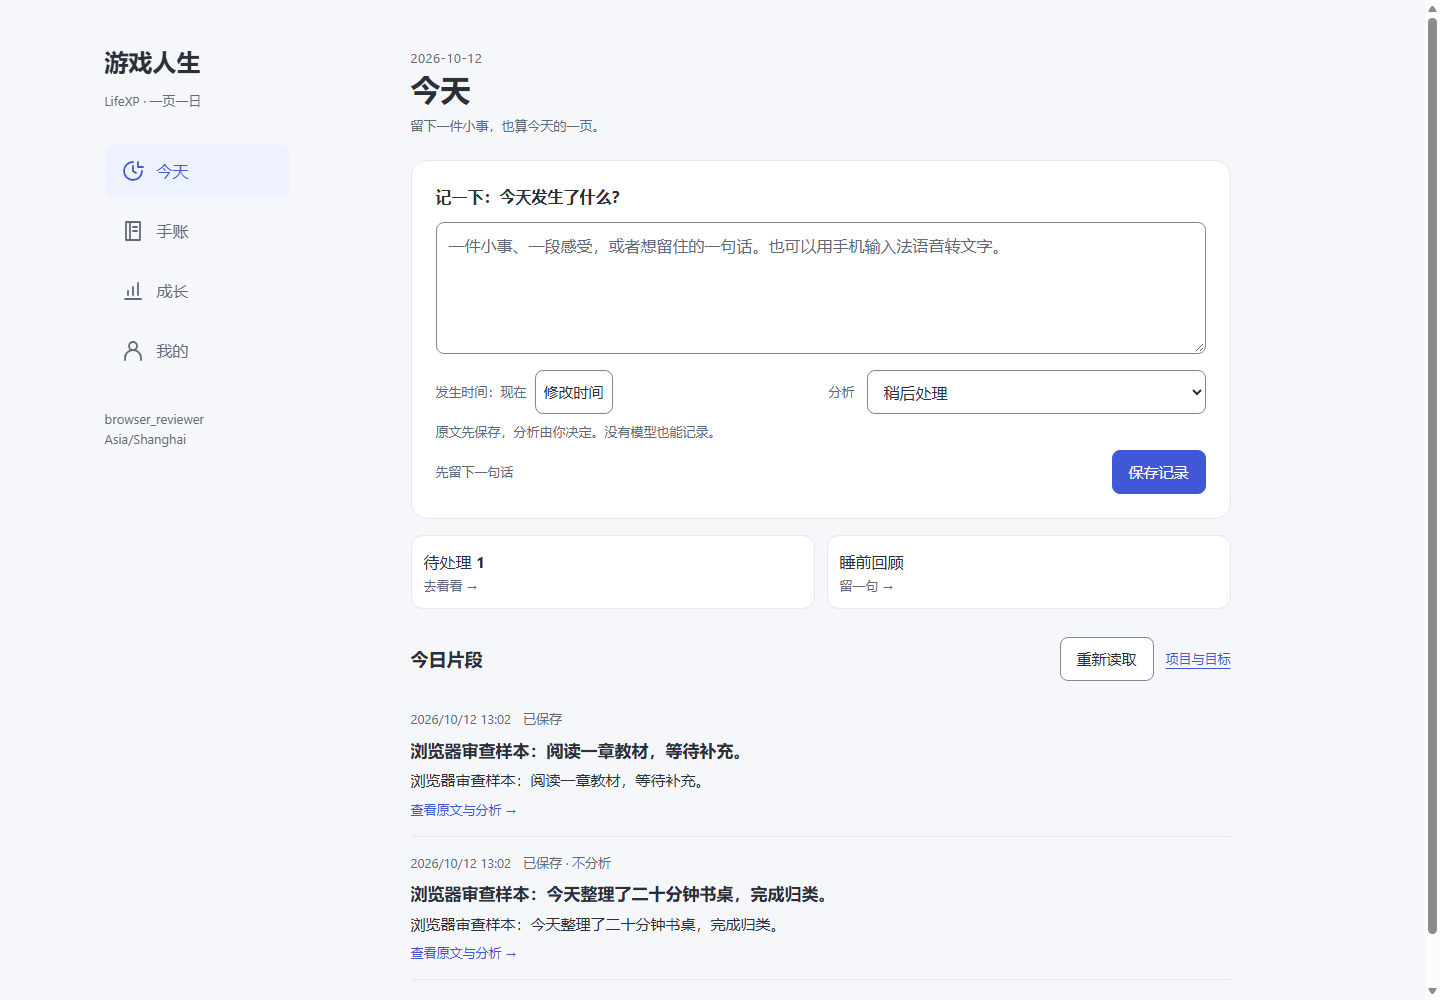 游戏人生
LifeXP · 一页一日
今天
手账
成长
我的
browser_reviewer
Asia/Shanghai
2026-10-12
今天
留下一件小事，也算今天的一页。
记一下：今天发生了什么？
一件小事、一段感受，或者想留住的一句话。也可以用手机输入法语音转文字。
发生时间：现在 修改时间 分析 稍后处理
原文先保存，分析由你决定。没有模型也能记录。
先留下一句话 保存记录
待处理 1
去看看 →
睡前回顾
留一句 →
今日片段 重新读取 项目与目标
2026/10/12 13:02 已保存
浏览器审查样本：阅读一章教材，等待补充。
浏览器审查样本：阅读一章教材，等待补充。
查看原文与分析 →
2026/10/12 13:02 已保存 · 不分析
浏览器审查样本：今天整理了二十分钟书桌，完成归类。
浏览器审查样本：今天整理了二十分钟书桌，完成归类。
查看原文与分析 →